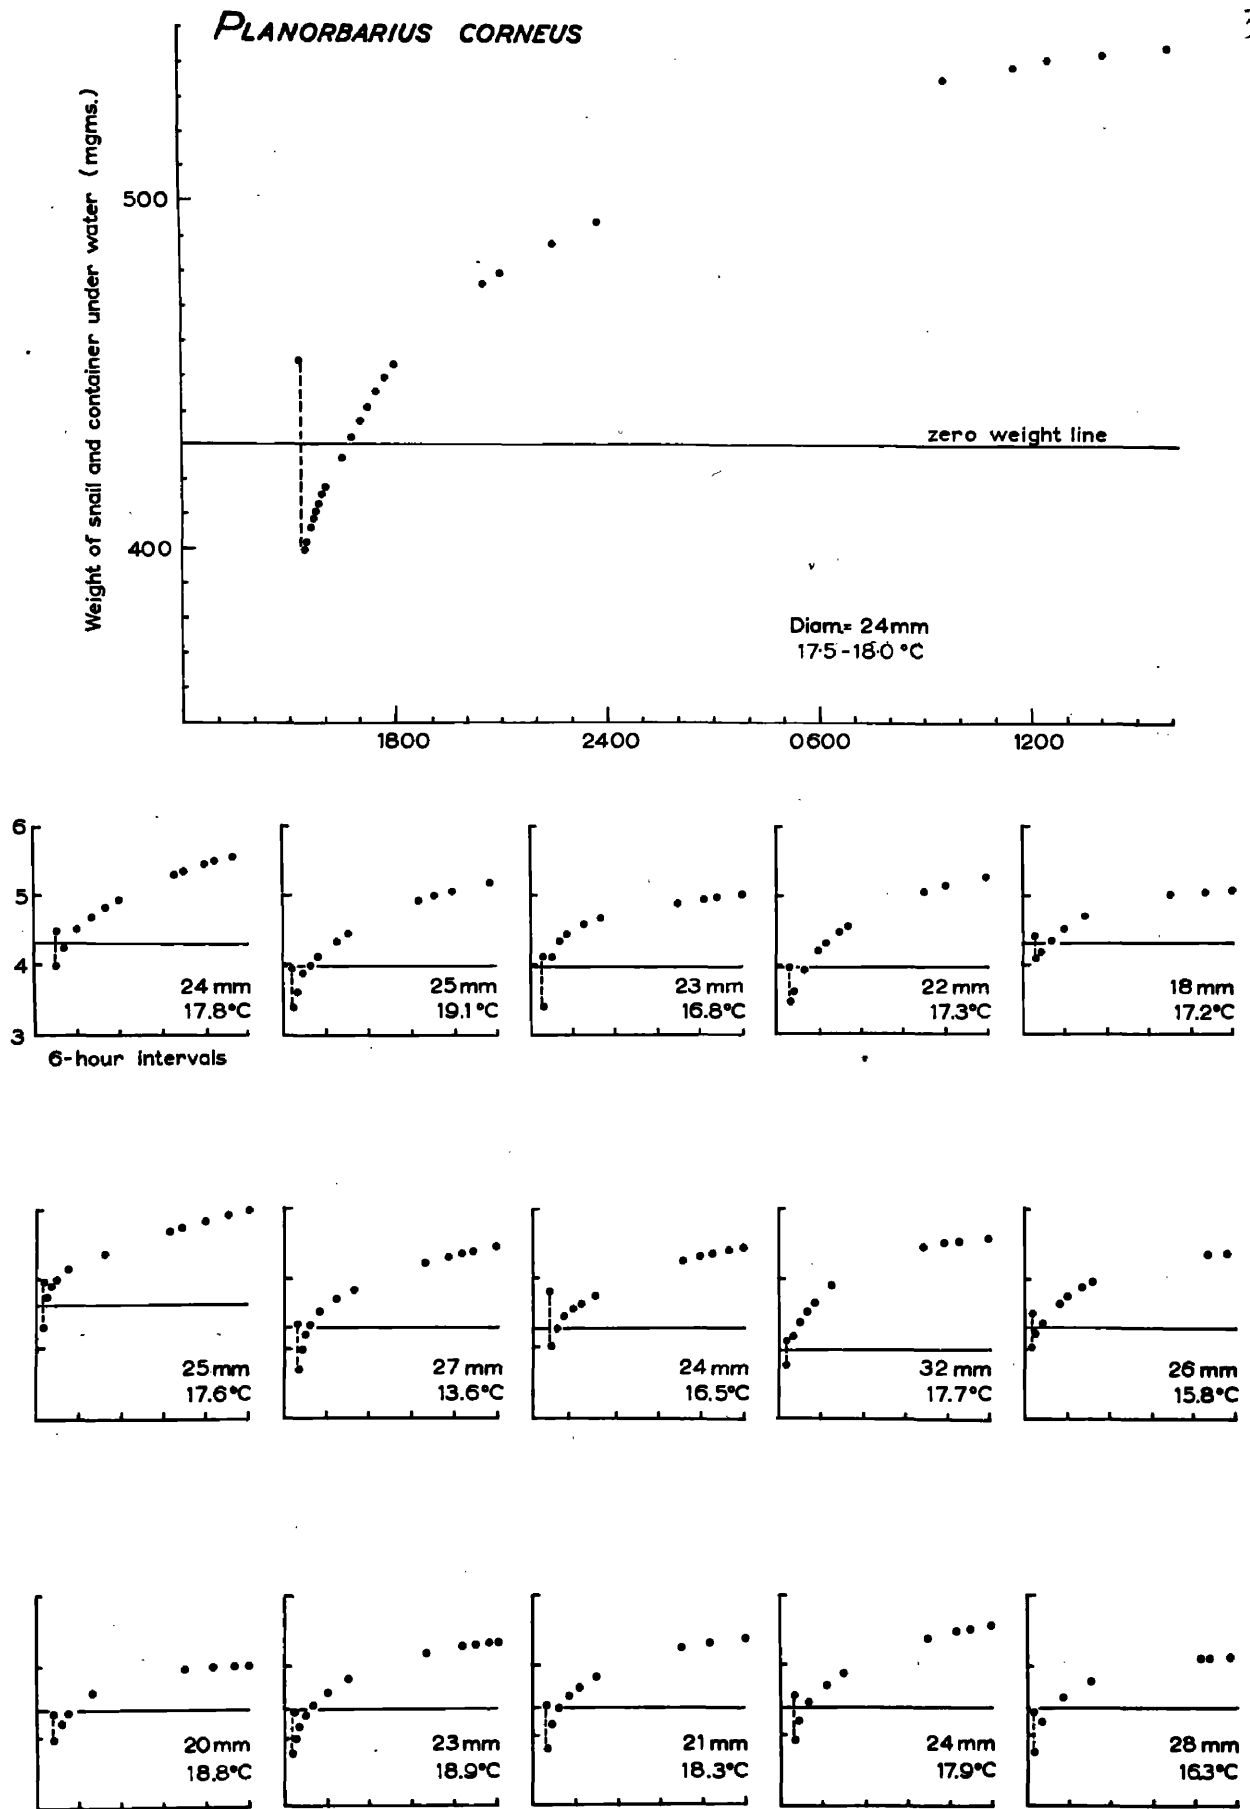 PLANORBARIUS CORNEUS
Weight of snail and container under water (mgms.)
500
400
zero weight line
Diam.= 24mm
17·5-18·0 °C
1800 2400 0600 1200
6
5
4
3
24 mm
17.8°C
6-hour intervals
25 mm
19.1°C
23 mm
16.8°C
22 mm
17.3°C
18 mm
17.2°C
25 mm
17.6°C
27 mm
13.6°C
24 mm
16.5°C
32 mm
17.7°C
26 mm
15.8°C
20 mm
18.8°C
23 mm
18.9°C
21 mm
18.3°C
24 mm
17.9°C
28 mm
16.3°C